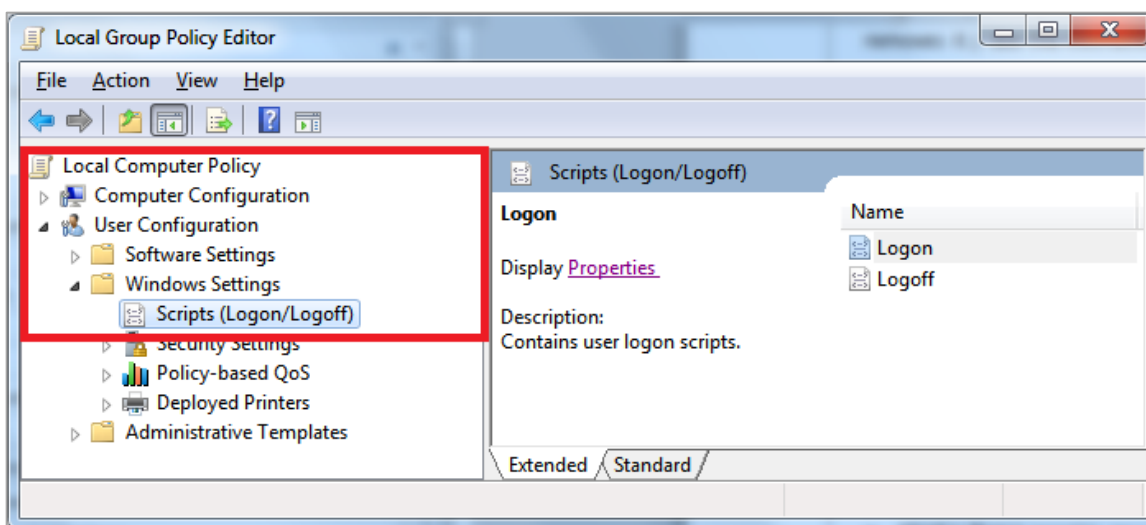 Local Group Policy Editor
File Action View Help
Local Computer Policy
Computer Configuration
User Configuration
Software Settings
Windows Settings
Scripts (Logon/Logoff)
Security Settings
Policy-based QoS
Deployed Printers
Administrative Templates
Scripts (Logon/Logoff)
Logon
Display Properties
Description:
Contains user logon scripts.
Name
Logon
Logoff
Extended Standard